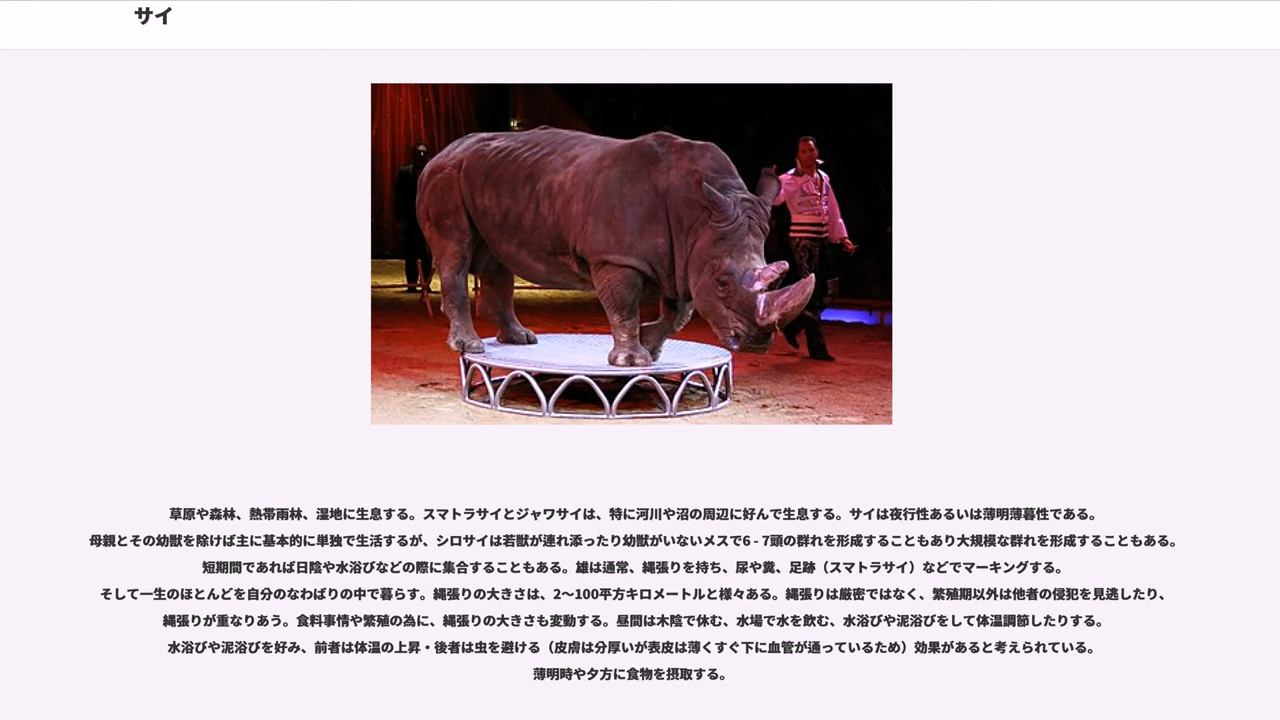 サイ
草原や森林、熱帯雨林、湿地に生息する。スマトラサイとジャワサイは、特に河川や沼の周辺に好んで生息する。サイは夜行性あるいは薄明薄暮性である。
母親とその幼獣を除けば主に基本的に単独で生活するが、シロサイは若獣が連れ添ったり幼獣がいないメスで6 - 7頭の群れを形成することもあり大規模な群れを形成することもある。
短期間であれば日陰や水浴びなどの際に集合することもある。雄は通常、縄張りを持ち、尿や糞、足跡（スマトラサイ）などでマーキングする。
そして一生のほとんどを自分のなわばりの中で暮らす。縄張りの大きさは、2〜100平方キロメートルと様々ある。縄張りは厳密ではなく、繁殖期以外は他者の侵犯を見逃したり、
縄張りが重なりあう。食料事情や繁殖の為に、縄張りの大きさも変動する。昼間は木陰で休む、水場で水を飲む、水浴びや泥浴びをして体温調節したりする。
水浴びや泥浴びを好み、前者は体温の上昇・後者は虫を避ける（皮膚は分厚いが表皮は薄くすぐ下に血管が通っているため）効果があると考えられている。
薄明時や夕方に食物を摂取する。